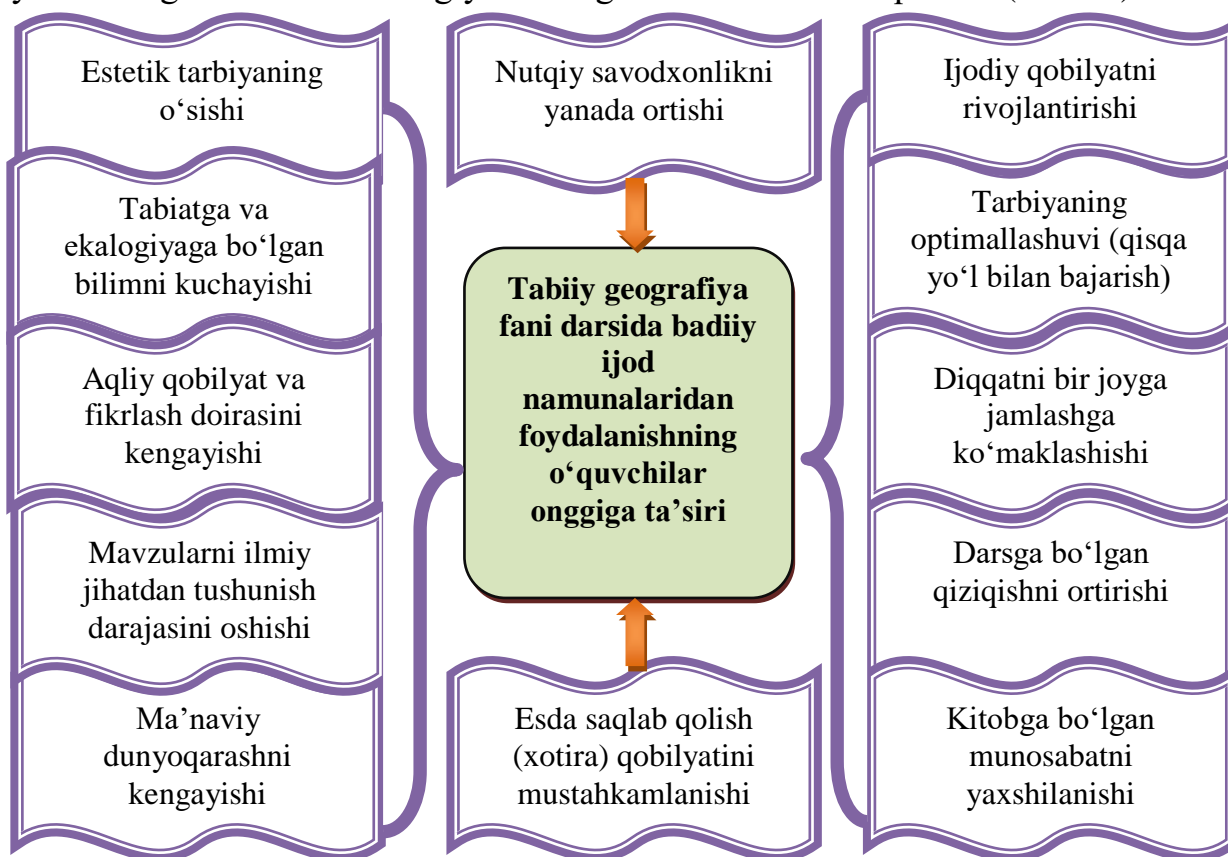 Estetik tarbiyaning
o‘sishi
Tabiatga va
ekalogiyaga bo‘lgan
bilimni kuchayishi
Aqliy qobilyat va
fikrlash doirasini
kengayishi
Mavzularni ilmiy
jihatdan tushunish
darajasini oshishi
Ma’naviy
dunyoqarashni
kengayishi
Nutqiy savodxonlikni
yanada ortishi
Tabiiy geografiya
fani darsida badiiy
ijod
namunalaridan
foydalanishning
o‘quvchilar
onggiga ta’siri
Esda saqlab qolish
(xotira) qobilyatini
mustahkamlanishi
Ijodiy qobilyatni
rivojlantirishi
Tarbiyaning
optimallashuvi (qisqa
yo‘l bilan bajarish)
Diqqatni bir joyga
jamlashga
ko‘maklashishi
Darsga bo‘lgan
qiziqishni ortirishi
Kitobga bo‘lgan
munosabatni
yaxshilanishi